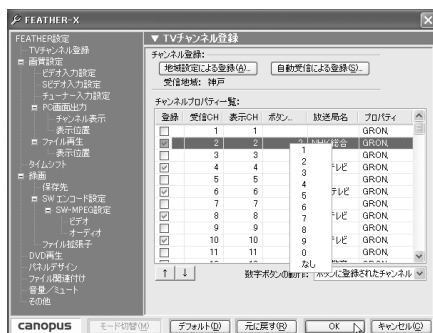 FEATHER-X
FEATHER設定
TVチャンネル登録
画質設定
ビデオ入力設定
Sビデオ入力設定
チューナー入力設定
PC画面出力
チャンネル表示
表示位置
ファイル再生
表示位置
タイムシフト
録画
保存先
SWエンコード設定
SW-MPEG設定
ビデオ
オーディオ
ファイル拡張子
DVD再生
パネルデザイン
ファイル関連付け
音量/ミュート
その他
▼ TVチャンネル登録
チャンネル登録:
地域設定による登録(A)... 自動受信による登録(S)...
受信地域: 神戸
チャンネルプロパティ一覧:
登録 受信CH 表示CH ボタン... 放送局名 プロパティ
1 1 GRON,
2 2 2 NHK総合 GRON,
3 3 GRON,
4 4 テレビ GRON,
5 5 GRON,
6 6 テレビ GRON,
7 7 GRON,
8 8 テレビ GRON,
9 9 GRON,
10 10 テレビ GRON,
11 11 GRON,
1
2
3
4
5
6
7
8
9
0
なし
↑ ↓ 数字ボタンの動作: ボタンに登録されたチャンネル
canopus モード切替(M) デフォルト(D) 元に戻す(R) OK キャンセル(C)